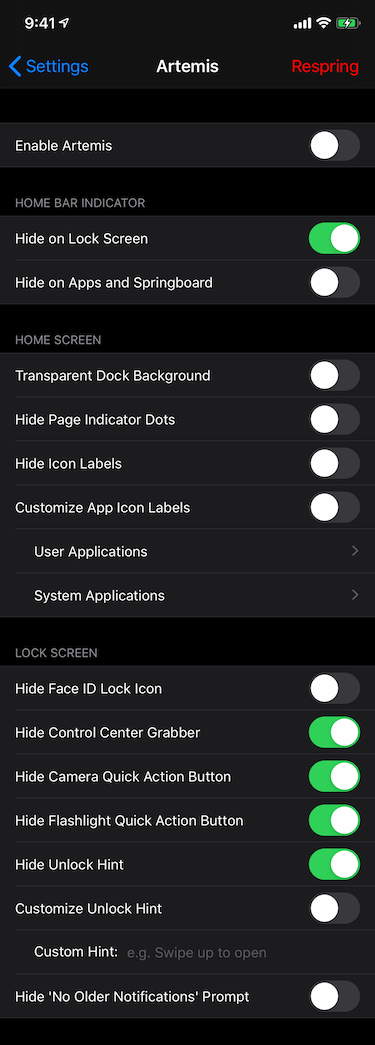 9:41
Settings
Artemis
Respring
Enable Artemis
HOME BAR INDICATOR
Hide on Lock Screen
Hide on Apps and Springboard
HOME SCREEN
Transparent Dock Background
Hide Page Indicator Dots
Hide Icon Labels
Customize App Icon Labels
User Applications
System Applications
LOCK SCREEN
Hide Face ID Lock Icon
Hide Control Center Grabber
Hide Camera Quick Action Button
Hide Flashlight Quick Action Button
Hide Unlock Hint
Customize Unlock Hint
Custom Hint: e.g. Swipe up to open
Hide 'No Older Notifications' Prompt